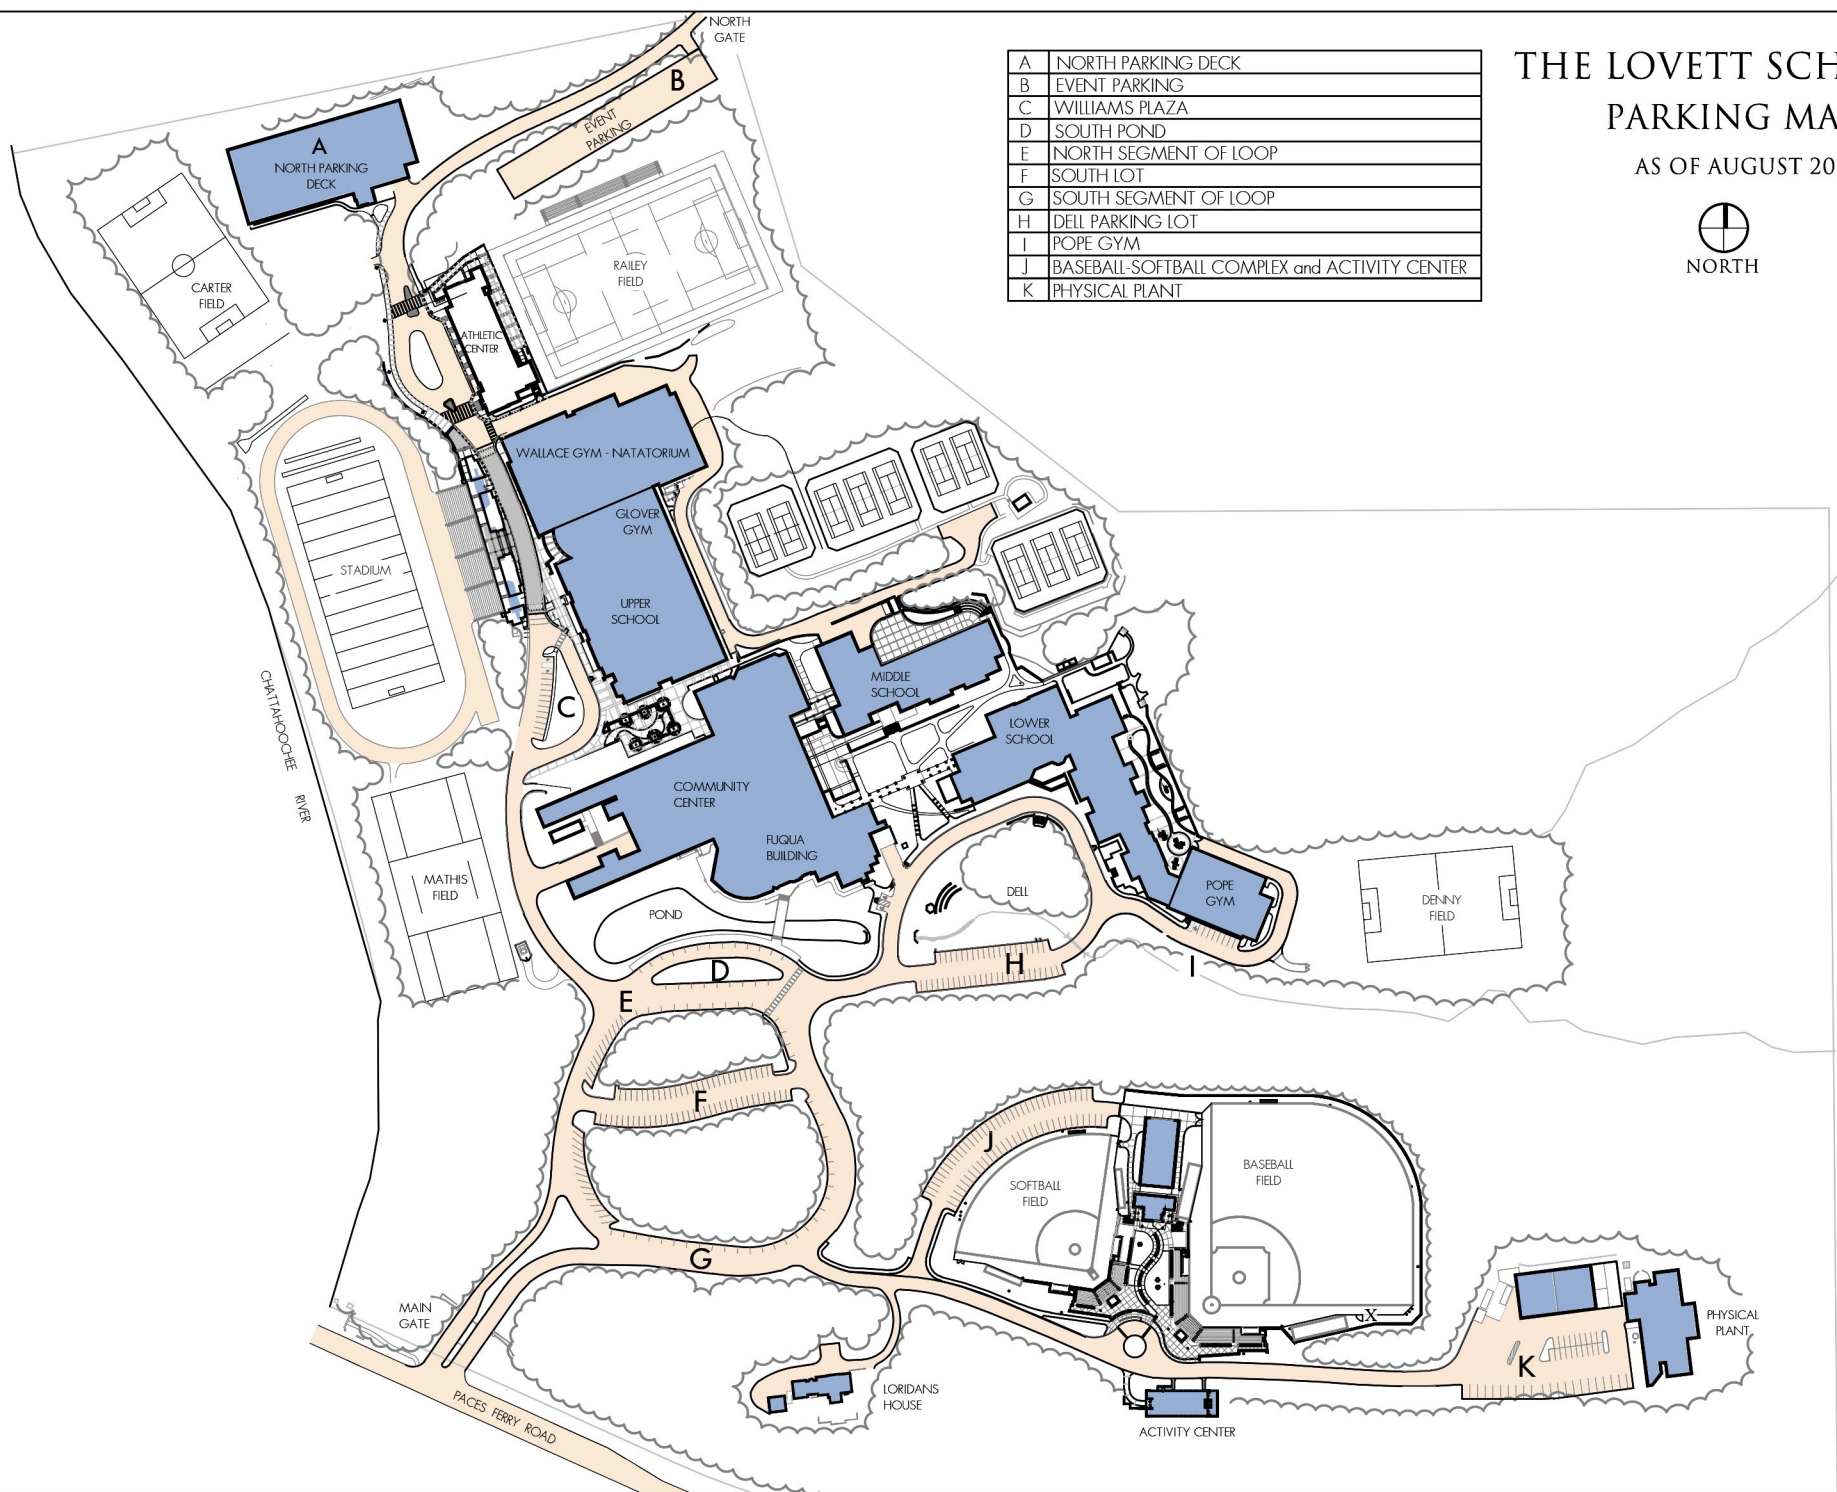 NORTH
GATE
THE LOVETT SCH
PARKING MA
AS OF AUGUST 20
NORTH
A NORTH PARKING DECK
B EVENT PARKING
C WILLIAMS PLAZA
D SOUTH POND
E NORTH SEGMENT OF LOOP
F SOUTH LOT
G SOUTH SEGMENT OF LOOP
H DELL PARKING LOT
I POPE GYM
J BASEBALL-SOFTBALL COMPLEX and ACTIVITY CENTER
K PHYSICAL PLANT
B
EVENT
PARKING
A
NORTH PARKING
DECK
CARTER
FIELD
RAILEY
FIELD
ATHLETIC
CENTER
WALLACE GYM - NATATORIUM
GLOVER
GYM
STADIUM
UPPER
SCHOOL
MIDDLE
SCHOOL
C
LOWER
SCHOOL
CHATTAHOOCHEE RIVER
COMMUNITY
CENTER
FUQUA
BUILDING
MATHIS
FIELD
POND
DELL
POPE
GYM
DENNY
FIELD
D
H
I
E
F
J
SOFTBALL
FIELD
BASEBALL
FIELD
G
MAIN
GATE
X
PHYSICAL
PLANT
K
LORIDANS
HOUSE
PACES FERRY ROAD
ACTIVITY CENTER